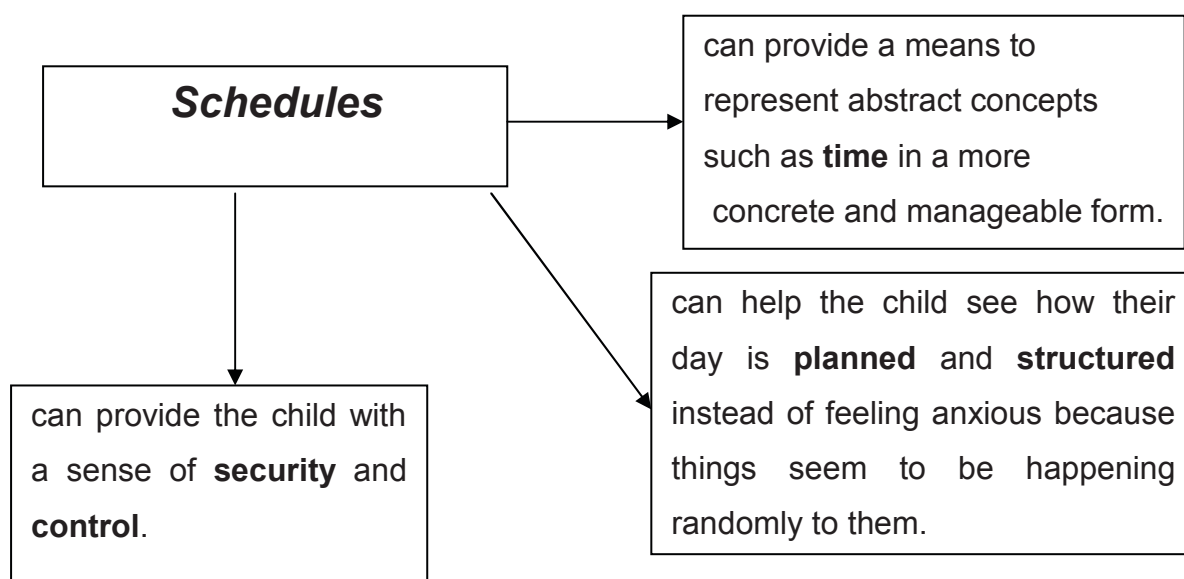 Schedules
can provide a means to
represent abstract concepts
such as time in a more
concrete and manageable form.
can help the child see how their
day is planned and structured
instead of feeling anxious because
things seem to be happening
randomly to them.
can provide the child with
a sense of security and
control.